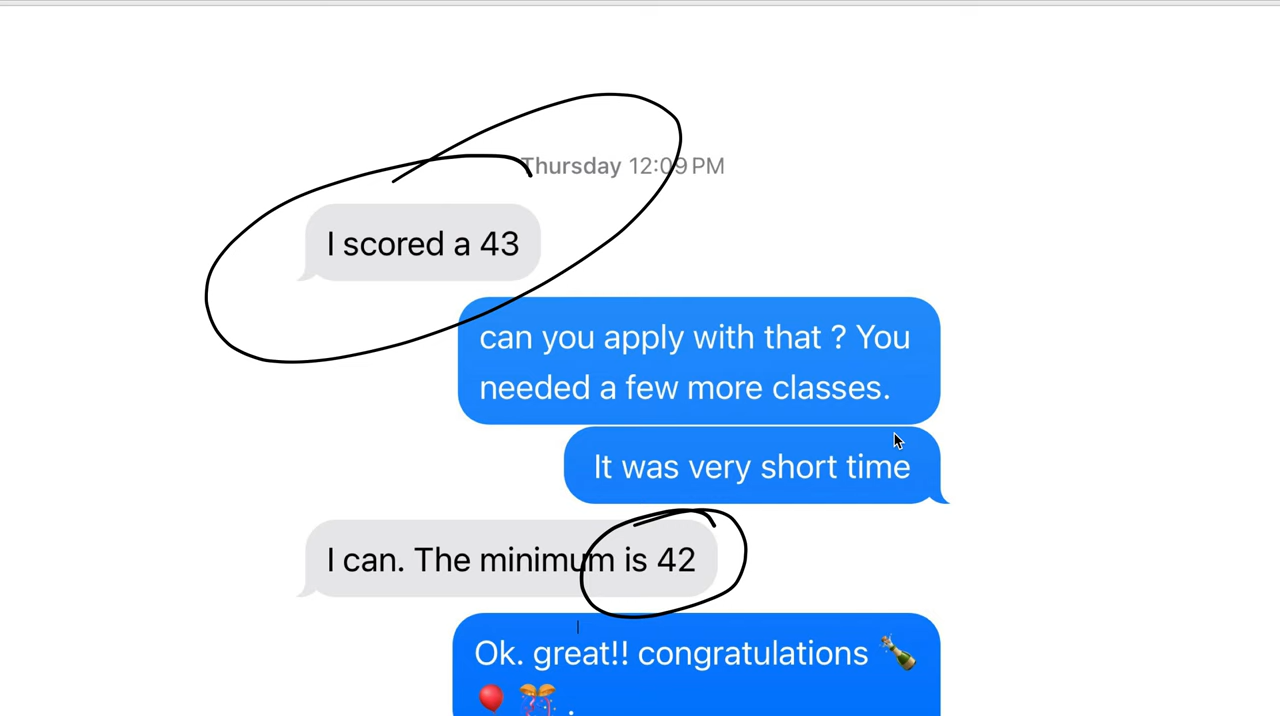 Thursday 12:09 PM
I scored a 43
can you apply with that ? You
needed a few more classes.
It was very short time
I can. The minimum is 42
Ok. great!! congratulations 🍾
🎈 🎊 .